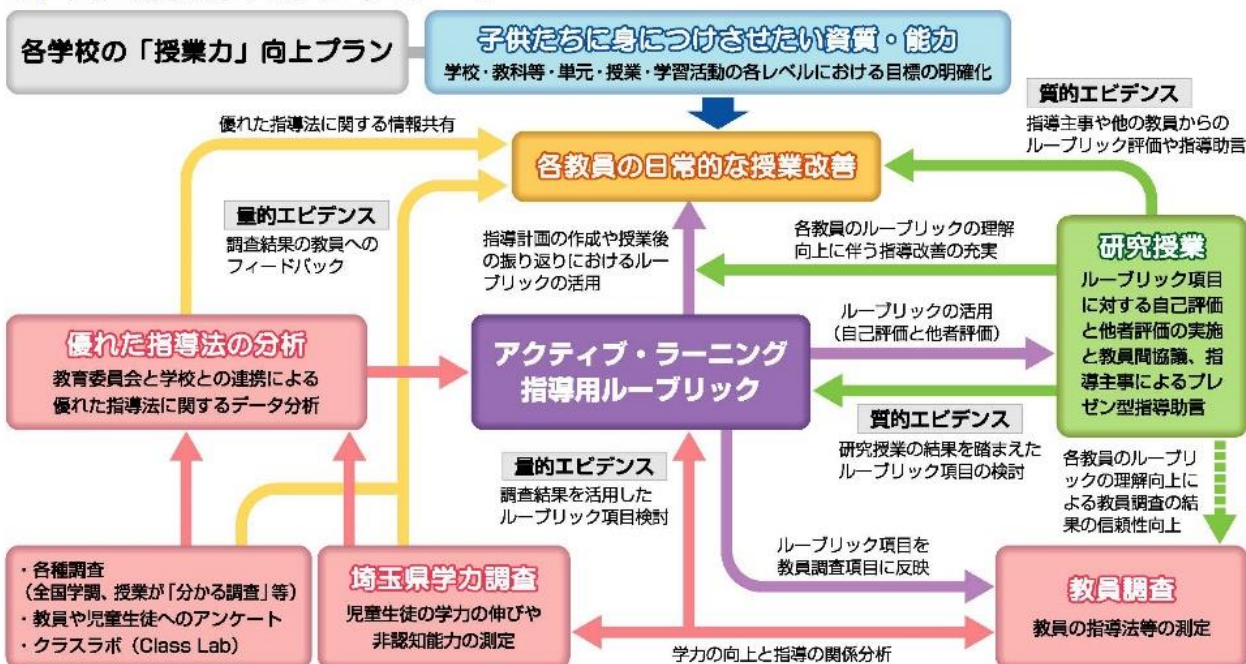 各学校の「授業力」向上プラン
子供たちに身につけさせたい資質・能力
学校・教科等・単元・授業・学習活動の各レベルにおける目標の明確化
質的エビデンス
指導主事や他の教員からの
ルーブリック評価や指導助言
優れた指導法に関する情報共有
各教員の日常的な授業改善
量的エビデンス
調査結果の教員への
フィードバック
指導計画の作成や授業後
の振り返りにおけるルー
ブリックの活用
各教員のルーブリックの理解
向上に伴う指導改善の充実
研究授業
ルーブリック項目
に対する自己評価
と他者評価の実施
と教員間協議、指
導主事によるプレ
ゼン型指導助言
優れた指導法の分析
教育委員会と学校との連携による
優れた指導法に関するデータ分析
アクティブ・ラーニング
指導用ルーブリック
ルーブリックの活用
(自己評価と他者評価)
質的エビデンス
研究授業の結果を踏まえた
ルーブリック項目の検討
量的エビデンス
調査結果を活用した
ルーブリック項目検討
各教員のルーブリ
ックの理解向上に
よる教員調査の結
果の信頼性向上
・各種調査
(全国学調、授業が「分かる調査」等)
・教員や児童生徒へのアンケート
・クラスラボ (Class Lab)
埼玉県学力調査
児童生徒の学力の伸びや
非認知能力の測定
ルーブリック項目を
教員調査項目に反映
教員調査
教員の指導法等の測定
学力の向上と指導の関係分析